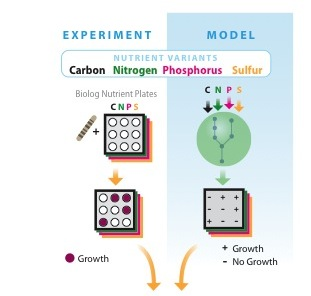 EXPERIMENT MODEL
NUTRIENT VARIANTS
Carbon Nitrogen Phosphorus Sulfur
Biolog Nutrient Plates
C N P S
C N P S
+
- + +
- - +
+ -
Growth
+ Growth
- No Growth